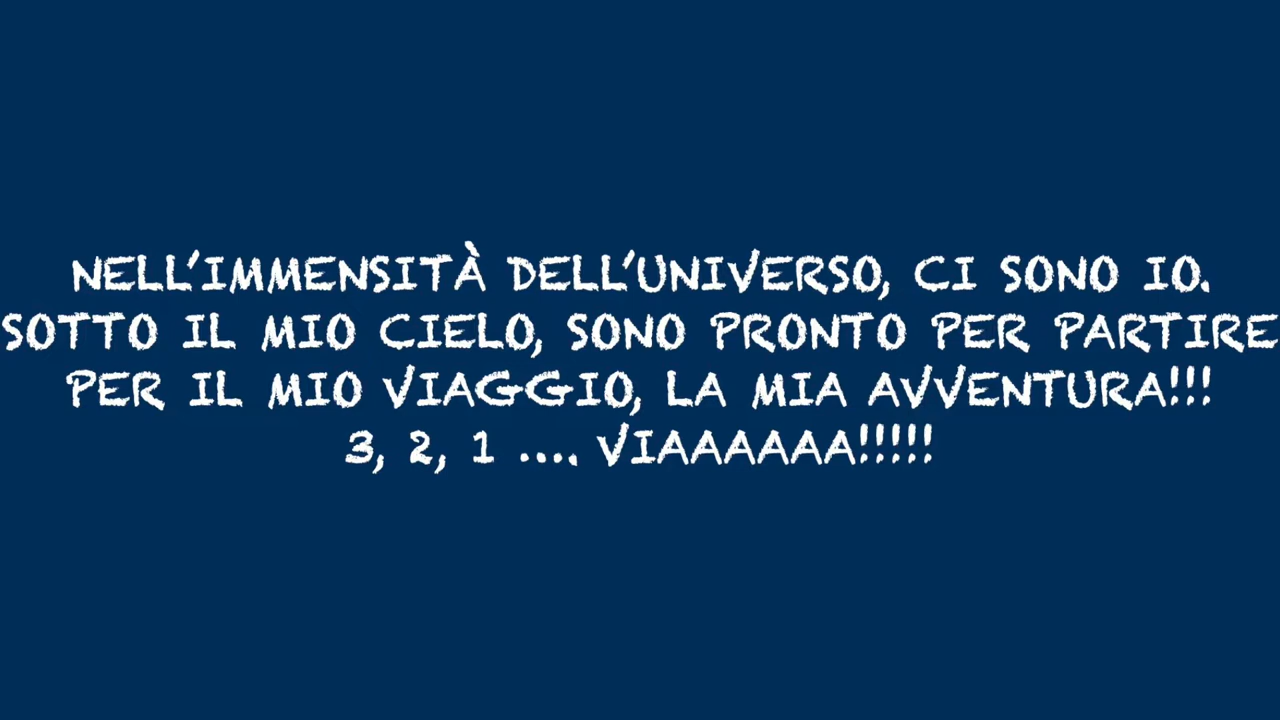 NELL'IMMENSITÀ DELL'UNIVERSO, CI SONO IO.
SOTTO IL MIO CIELO, SONO PRONTO PER PARTIRE
PER IL MIO VIAGGIO, LA MIA AVVENTURA!!!
3, 2, 1 .... VIAAAAAA!!!!!